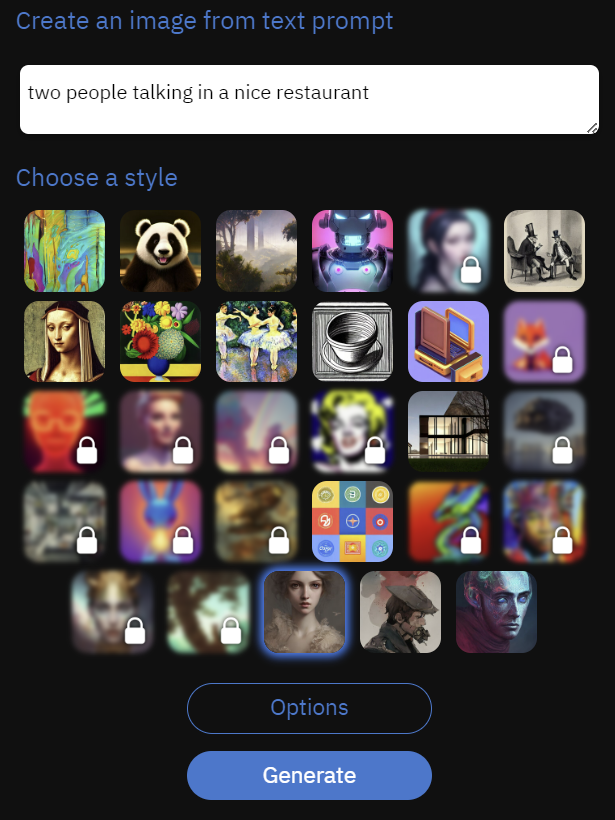 Create an image from text prompt
two people talking in a nice restaurant
Choose a style
Options
Generate